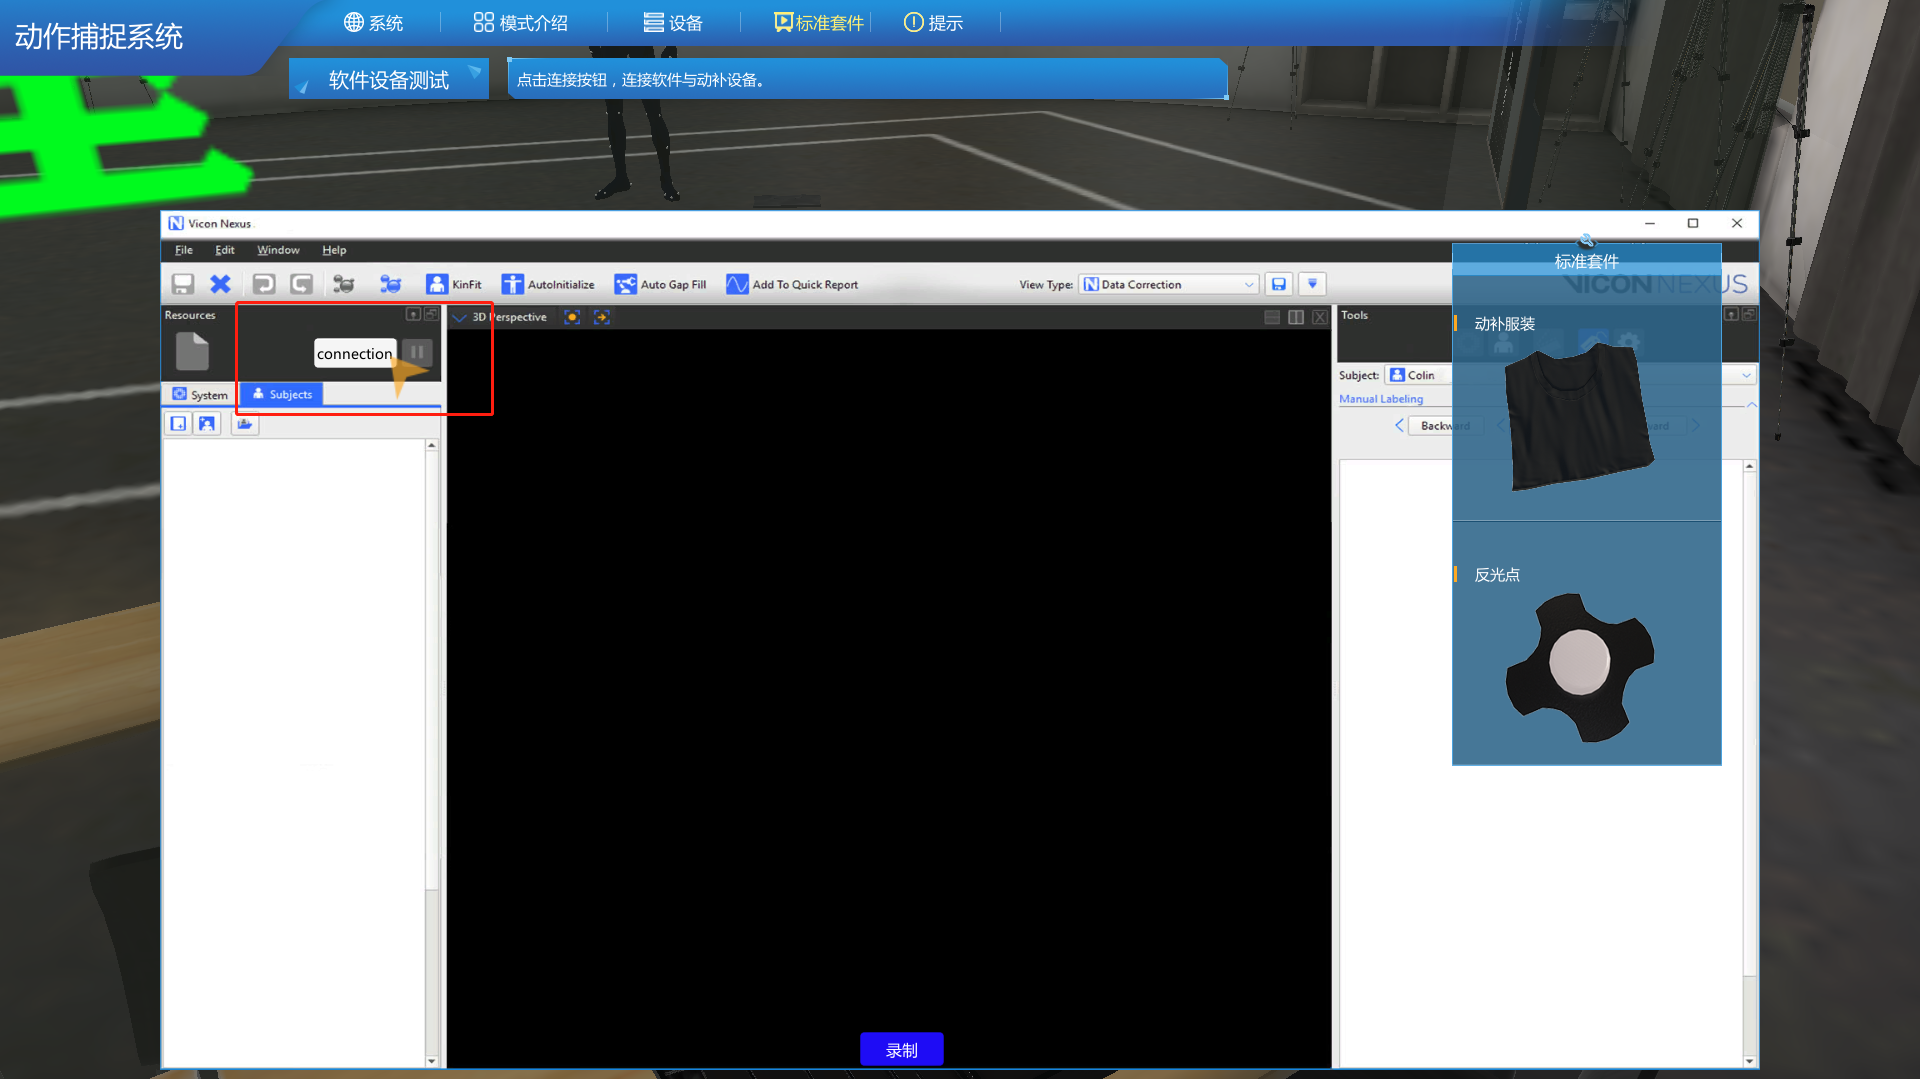 动作捕捉系统
系统
模式介绍
设备
标准套件
提示
软件设备测试
点击连接按钮，连接软件与动补设备。
Vicon Nexus
File Edit Window Help
KinFit
AutoInitialize
Auto Gap Fill
Add To Quick Report
View Type:
Data Correction
VICON NEXUS
标准套件
Resources
3D Perspective
Tools
动补服装
connection
Subject:
Colin
System
Subjects
Manual Labeling
Backward
反光点
录制